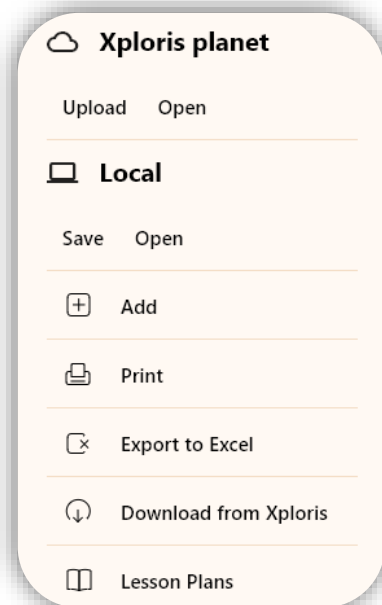 Xploris planet
Upload Open
Local
Save Open
Add
Print
Export to Excel
Download from Xploris
Lesson Plans